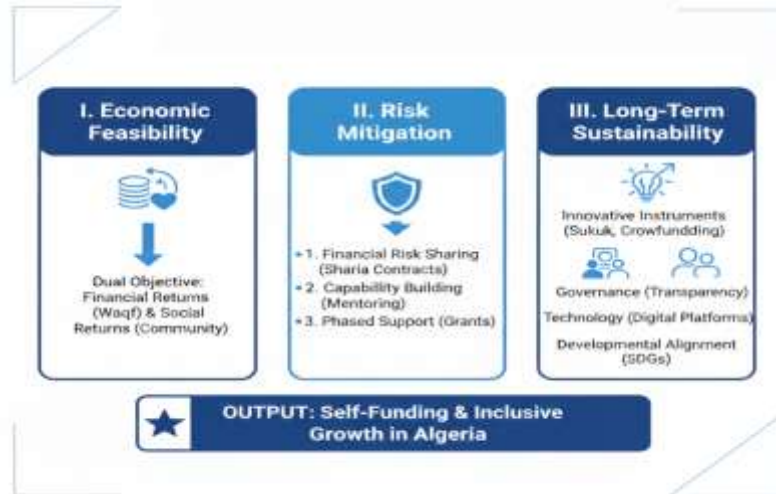 I. Economic
Feasibility
Dual Objective:
Financial Returns
(Waqf) & Social
Returns (Community)
II. Risk
Mitigation
1. Financial Risk Sharing
(Sharia Contracts)
2. Capability Building
(Mentoring)
3. Phased Support (Grants)
III. Long-Term
Sustainability
Innovative Instruments
(Sukuk, Crowfundding)
Governance (Transparency)
Technology (Digital Platforms)
Developmental Alignment
(SDGs)
OUTPUT: Self-Funding & Inclusive
Growth in Algeria